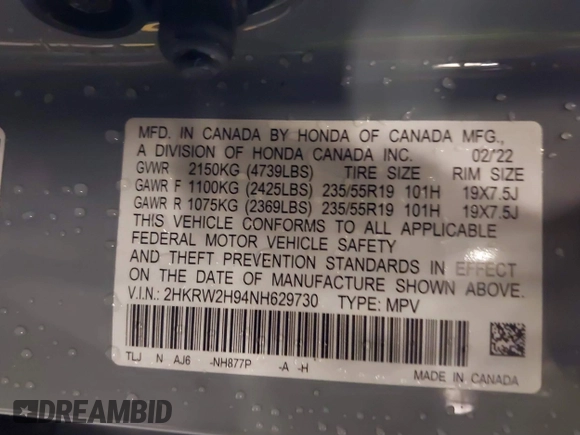 MFD. IN CANADA BY HONDA OF CANADA MFG.,
A DIVISION OF HONDA CANADA INC. 02/'22
GVWR 2150KG (4739LBS) TIRE SIZE RIM SIZE
GAWR F 1100KG (2425LBS) 235/55R19 101H 19X7.5J
GAWR R 1075KG (2369LBS) 235/55R19 101H 19X7.5J
THIS VEHICLE CONFORMS TO ALL APPLICABLE
FEDERAL MOTOR VEHICLE SAFETY
AND THEFT PREVENTION STANDARDS IN EFFECT
ON THE DATE OF MANUFACTURE SHOWN ABOVE.
V.I.N.: 2HKRW2H94NH629730 TYPE: MPV
TLJ N AJ6 -NH877P -A -H
MADE IN CANADA
DREAMBID